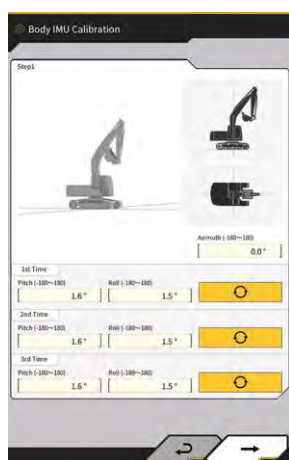 Body IMU Calibration
Step1
Azimuth (-180~180)
0.0°
1st Time
Pitch (-180~180) Roll (-180~180)
1.6° 1.5°
2nd Time
Pitch (-180~180) Roll (-180~180)
1.6° 1.5°
3rd Time
Pitch (-180~180) Roll (-180~180)
1.6° 1.5°